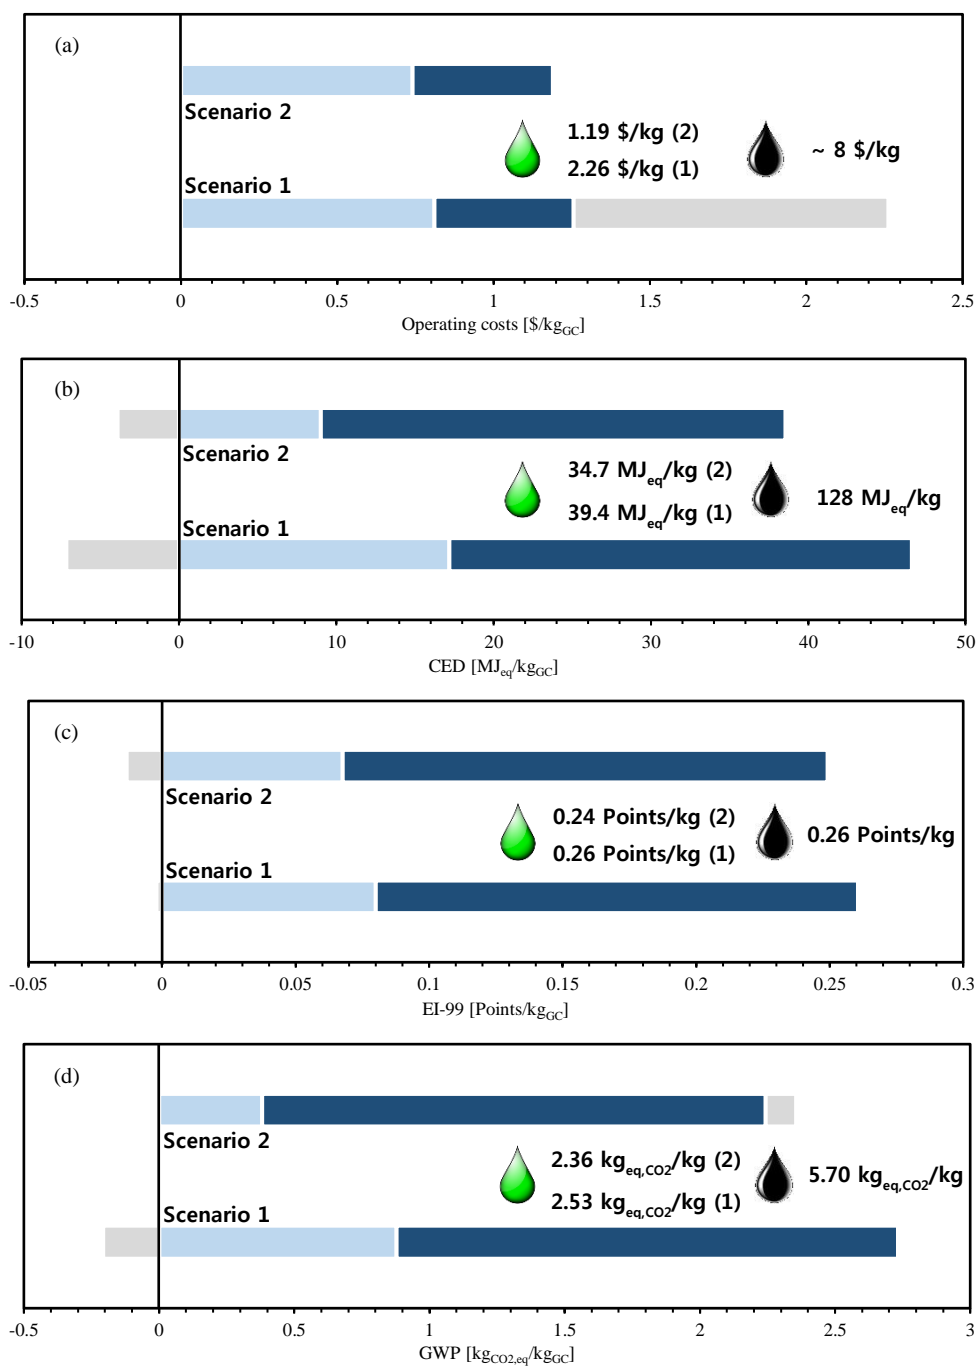 (a)
Scenario 2
1.19 $/kg (2)
2.26 $/kg (1)
~ 8 $/kg
Scenario 1
-0.5 0 0.5 1 1.5 2 2.5
Operating costs [$/kgGC]
(b)
Scenario 2
34.7 MJeq/kg (2)
39.4 MJeq/kg (1)
128 MJeq/kg
Scenario 1
-10 0 10 20 30 40 50
CED [MJeq/kgGC]
(c)
Scenario 2
0.24 Points/kg (2)
0.26 Points/kg (1)
0.26 Points/kg
Scenario 1
-0.05 0 0.05 0.1 0.15 0.2 0.25 0.3
EI-99 [Points/kgGC]
(d)
Scenario 2
2.36 kgeq,CO2/kg (2)
2.53 kgeq,CO2/kg (1)
5.70 kgeq,CO2/kg
Scenario 1
-0.5 0 0.5 1 1.5 2 2.5 3
GWP [kgCO2,eq/kgGC]